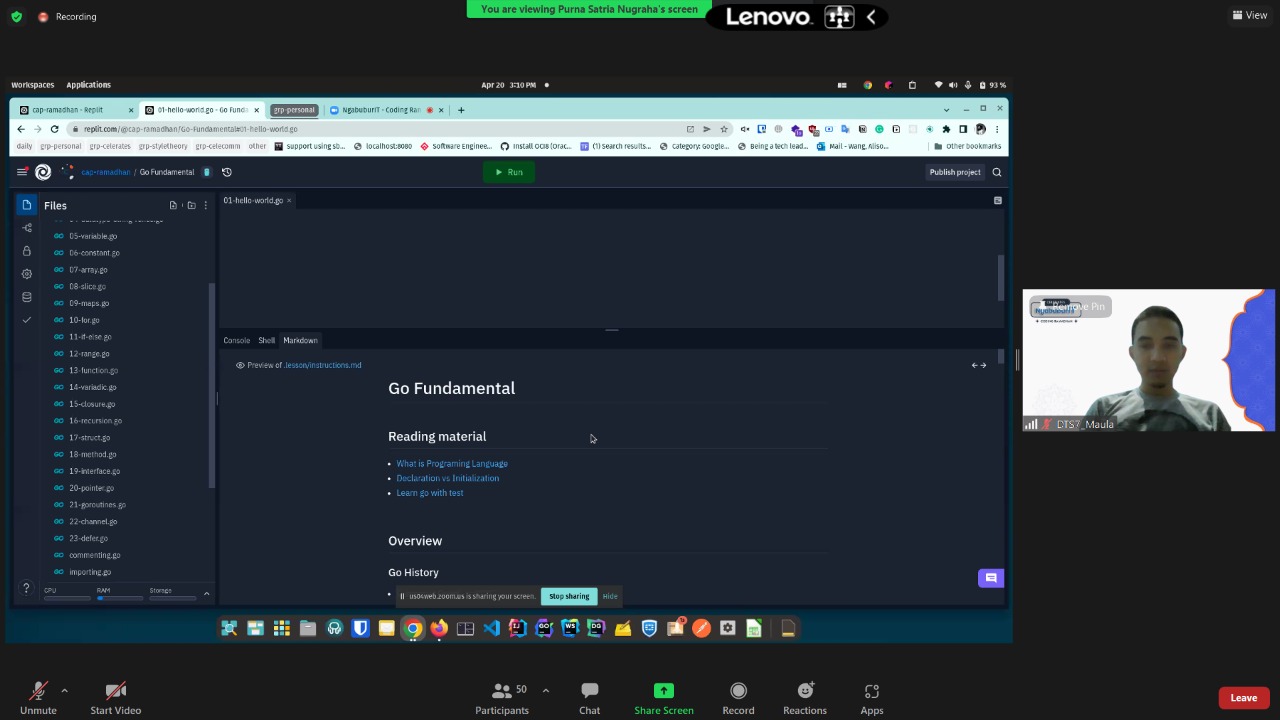 You are viewing Purna Satria Nugraha's screen
Recording
Lenovo.
View
Workspaces Applications
Apr 20 3:10 PM
93 %
cap-ramadhan - Replit
01-hello-world.go - Go Funda
grp-personal
NgabuburIT - Coding Ran
replit.com/@cap-ramadhan/Go-Fundamental#01-hello-world.go
daily grp-personal grp-celerates grp-styletheory grp-celecomm other support using sb... localhost:8080 Software Enginee... Install OCI8 (Orac... (1) Search results... Category: Google... Being a tech lead... Mail - Wang, Aliso... Other bookmarks
cap-ramadhan / Go Fundamental
Run
Publish project
Files
01-hello-world.go
05-variable.go
06-constant.go
07-array.go
08-slice.go
09-maps.go
10-for.go
11-if-else.go
12-range.go
13-function.go
14-variadic.go
15-closure.go
16-recursion.go
17-struct.go
18-method.go
19-interface.go
20-pointer.go
21-goroutines.go
22-channel.go
23-defer.go
commenting.go
importing.go
CPU RAM Storage
Console Shell Markdown
Preview of .lesson/instructions.md
Go Fundamental
Reading material
What is Programing Language
Declaration vs Initialization
Learn go with test
Overview
Go History
us04web.zoom.us is sharing your screen.
Stop sharing
Hide
Remove Pin
DTS7_Maula
Unmute
Start Video
50
Participants
Chat
Share Screen
Record
Reactions
Apps
Leave